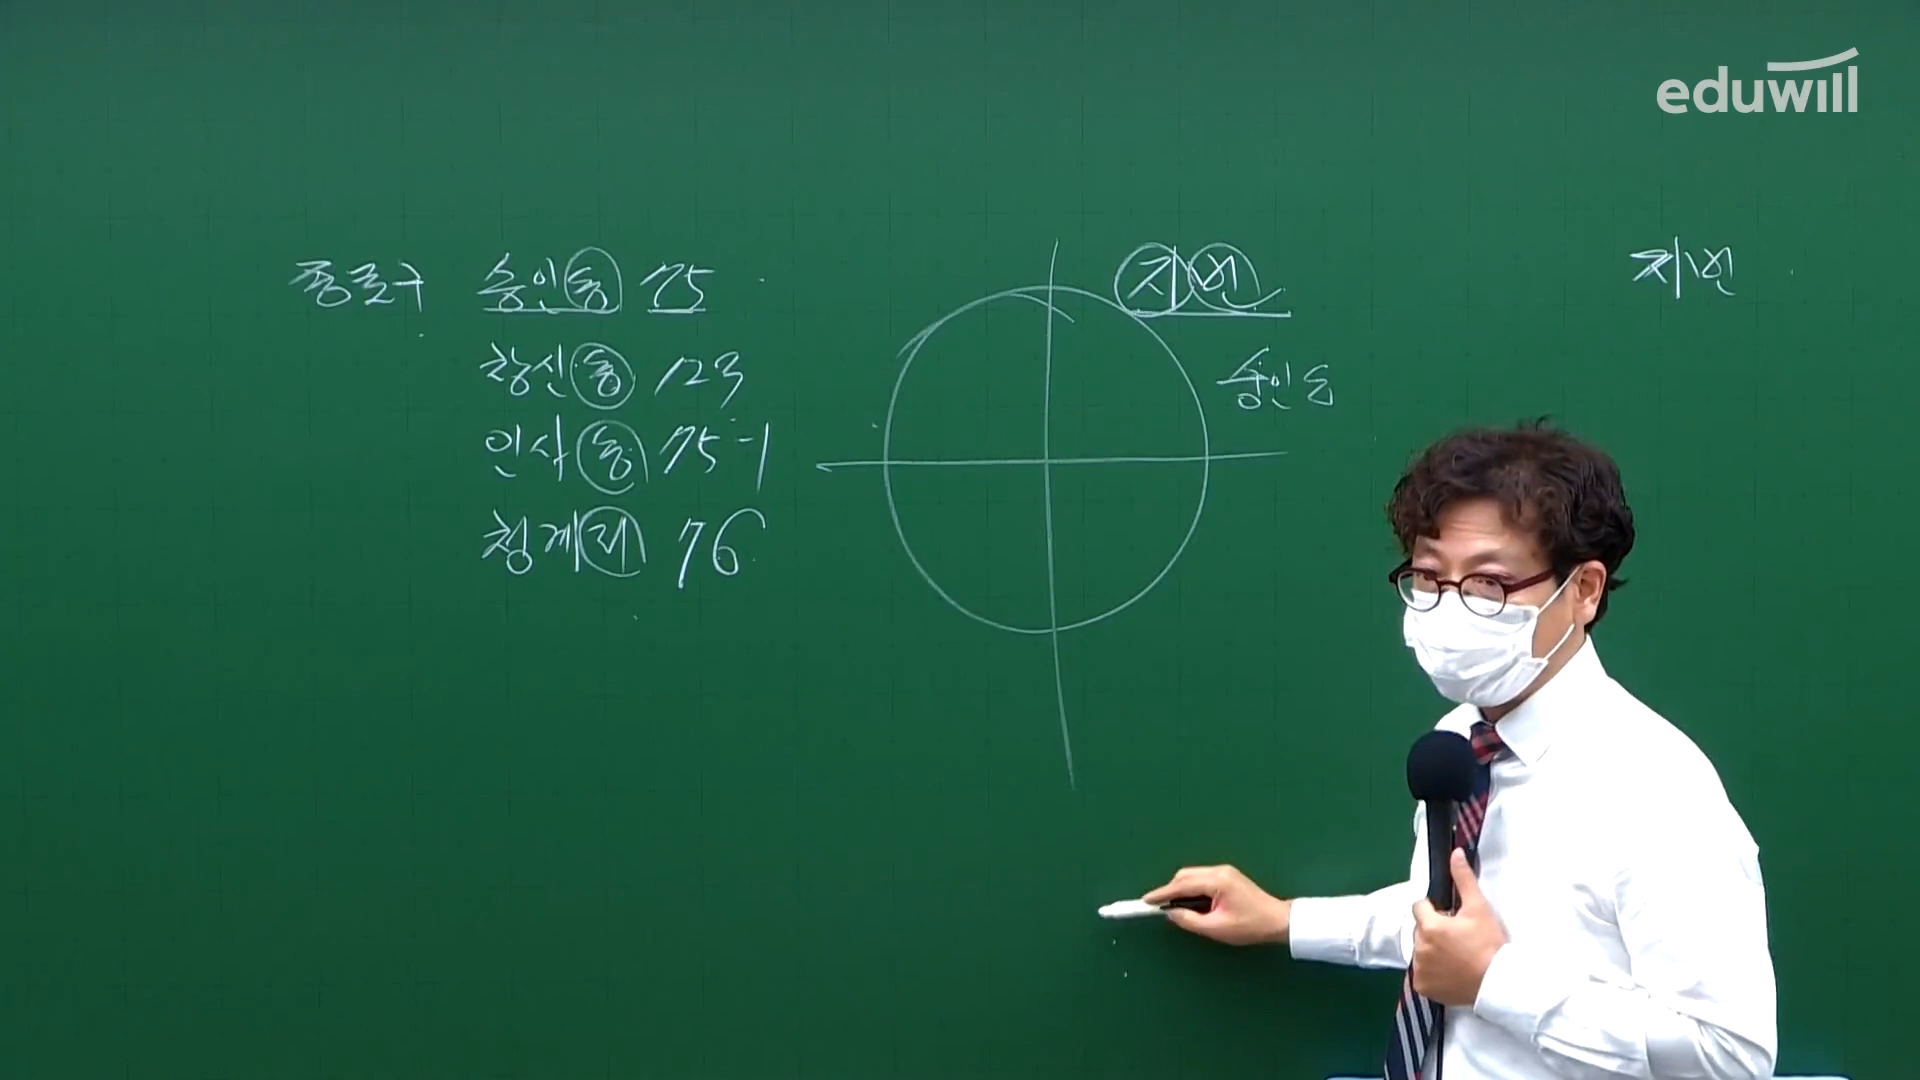 eduwill
종로구 숭인동 75
창신동 123
인사동 75-1
청계리 76
지번
숭인동
지번